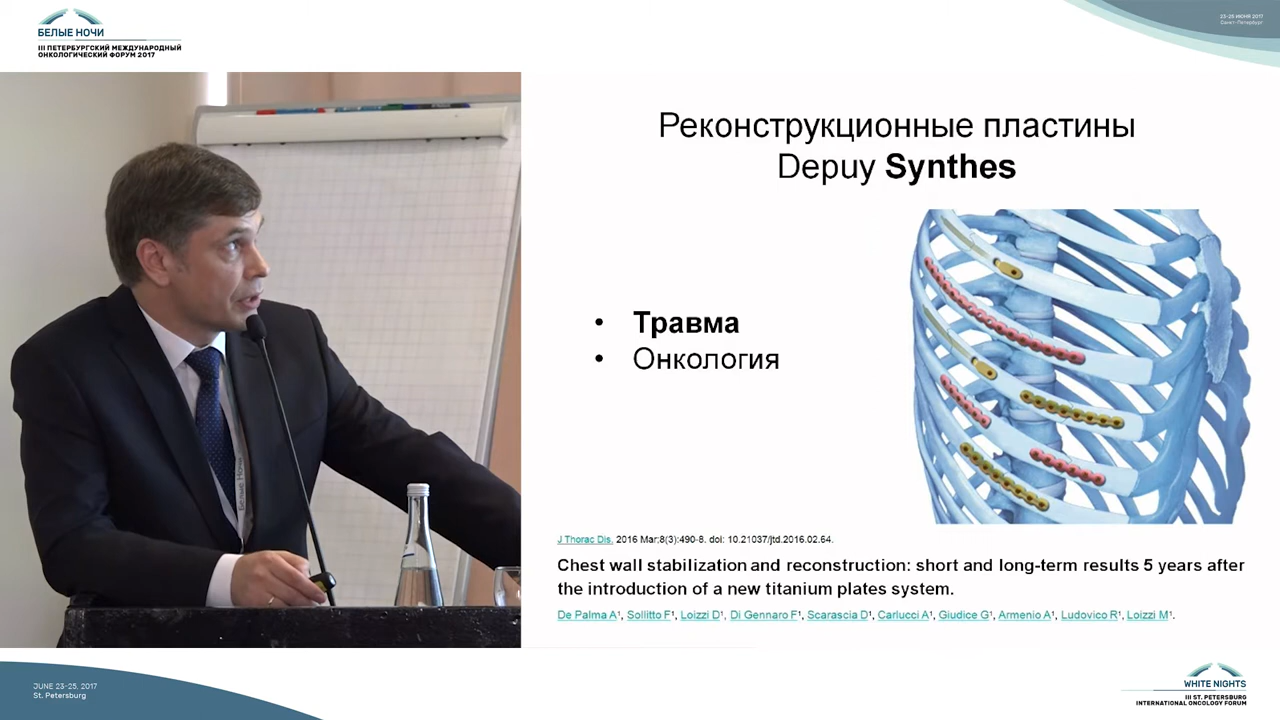 БЕЛЫЕ НОЧИ
III ПЕТЕРБУРГСКИЙ МЕЖДУНАРОДНЫЙ
ОНКОЛОГИЧЕСКИЙ ФОРУМ 2017
23-25 ИЮНЯ 2017
Санкт-Петербург
Реконструкционные пластины
Depuy Synthes
• Травма
• Онкология
Белые Ночи
J Thorac Dis. 2016 Mar;8(3):490-8. doi: 10.21037/jtd.2016.02.64.
Chest wall stabilization and reconstruction: short and long-term results 5 years after
the introduction of a new titanium plates system.
De Palma A¹, Sollitto F¹, Loizzi D¹, Di Gennaro F¹, Scarascia D¹, Carlucci A¹, Giudice G¹, Armenio A¹, Ludovico R¹, Loizzi M¹.
JUNE 23-25, 2017
St. Petersburg
WHITE NIGHTS
III ST. PETERSBURG
INTERNATIONAL ONCOLOGY FORUM